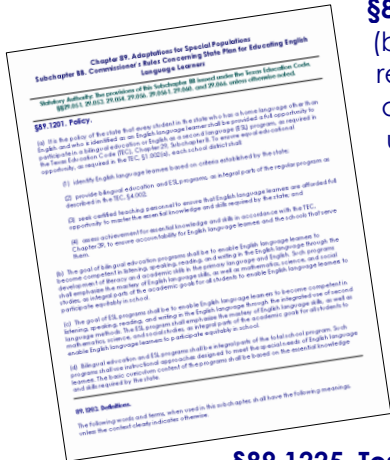 Chapter 89. Adaptations for Special Populations
Subchapter BB. Commissioner's Rules Concerning State Plan for Educating English
Language Learners
Statutory Authority: The provisions of this Subchapter BB issued under the Texas Education Code,
§§29.051, 29.053, 29.054, 29.056, 29.0561, 29.060, and 29.066, unless otherwise noted.
§89.1201. Policy.
(a) It is the policy of the state that every student in the state who has a home language other than
English and who is identified as an English language learner shall be provided a full opportunity to
participate in a bilingual education or English as a second language (ESL) program, as required in
the Texas Education Code (TEC), Chapter 29, Subchapter B. To ensure equal educational
opportunity, as required in the TEC, §1.002(a), each school district shall:
(1) identify English language learners based on criteria established by the state;
(2) provide bilingual education and ESL programs, as integral parts of the regular program as
described in the TEC, §4.002;
(3) seek certified teaching personnel to ensure that English language learners are afforded full
opportunity to master the essential knowledge and skills required by the state; and
(4) assess achievement for essential knowledge and skills in accordance with the TEC,
Chapter 39, to ensure accountability for English language learners and the schools that serve
them.
(b) The goal of bilingual education programs shall be to enable English language learners to
become competent in listening, speaking, reading, and writing in the English language through the
development of literacy and academic skills in the primary language and English. Such programs
shall emphasize the mastery of English language skills, as well as mathematics, science, and social
studies, as integral parts of the academic goals for all students to enable English language learners to
participate equitably in school.
(c) The goal of ESL programs shall be to enable English language learners to become competent in
listening, speaking, reading, and writing in the English language through the integrated use of second
language methods. The ESL program shall emphasize the mastery of English language skills, as well as
mathematics, science, and social studies, as integral parts of the academic goals for all students to
enable English language learners to participate equitably in school.
(d) Bilingual education and ESL programs shall be integral parts of the total school program. Such
programs shall use instructional approaches designed to meet the special needs of English language
learners. The basic curriculum content of the programs shall be based on the essential knowledge
and skills required by the state.
89.1203. Definitions.
The following words and terms, when used in this subchapter, shall have the following meanings,
unless the context clearly indicates otherwise.